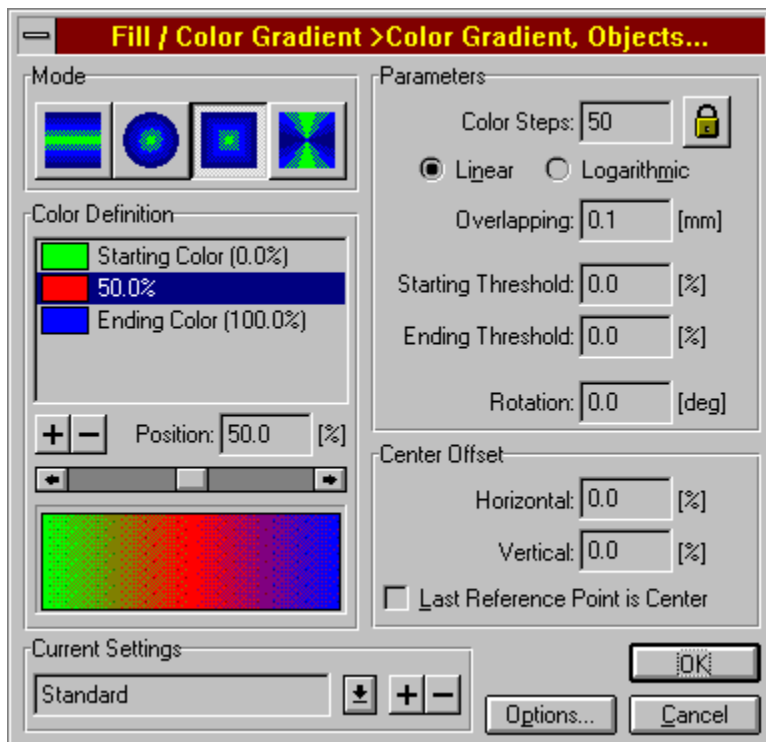 Fill / Color Gradient >Color Gradient, Objects...
Mode
Color Definition
Starting Color (0.0%)
50.0%
Ending Color (100.0%)
Position: 50.0 [%]
Parameters
Color Steps: 50
Linear Logarithmic
Overlapping: 0.1 [mm]
Starting Threshold: 0.0 [%]
Ending Threshold: 0.0 [%]
Rotation: 0.0 [deg]
Center Offset
Horizontal: 0.0 [%]
Vertical: 0.0 [%]
Last Reference Point is Center
Current Settings
Standard
OK
Options... Cancel